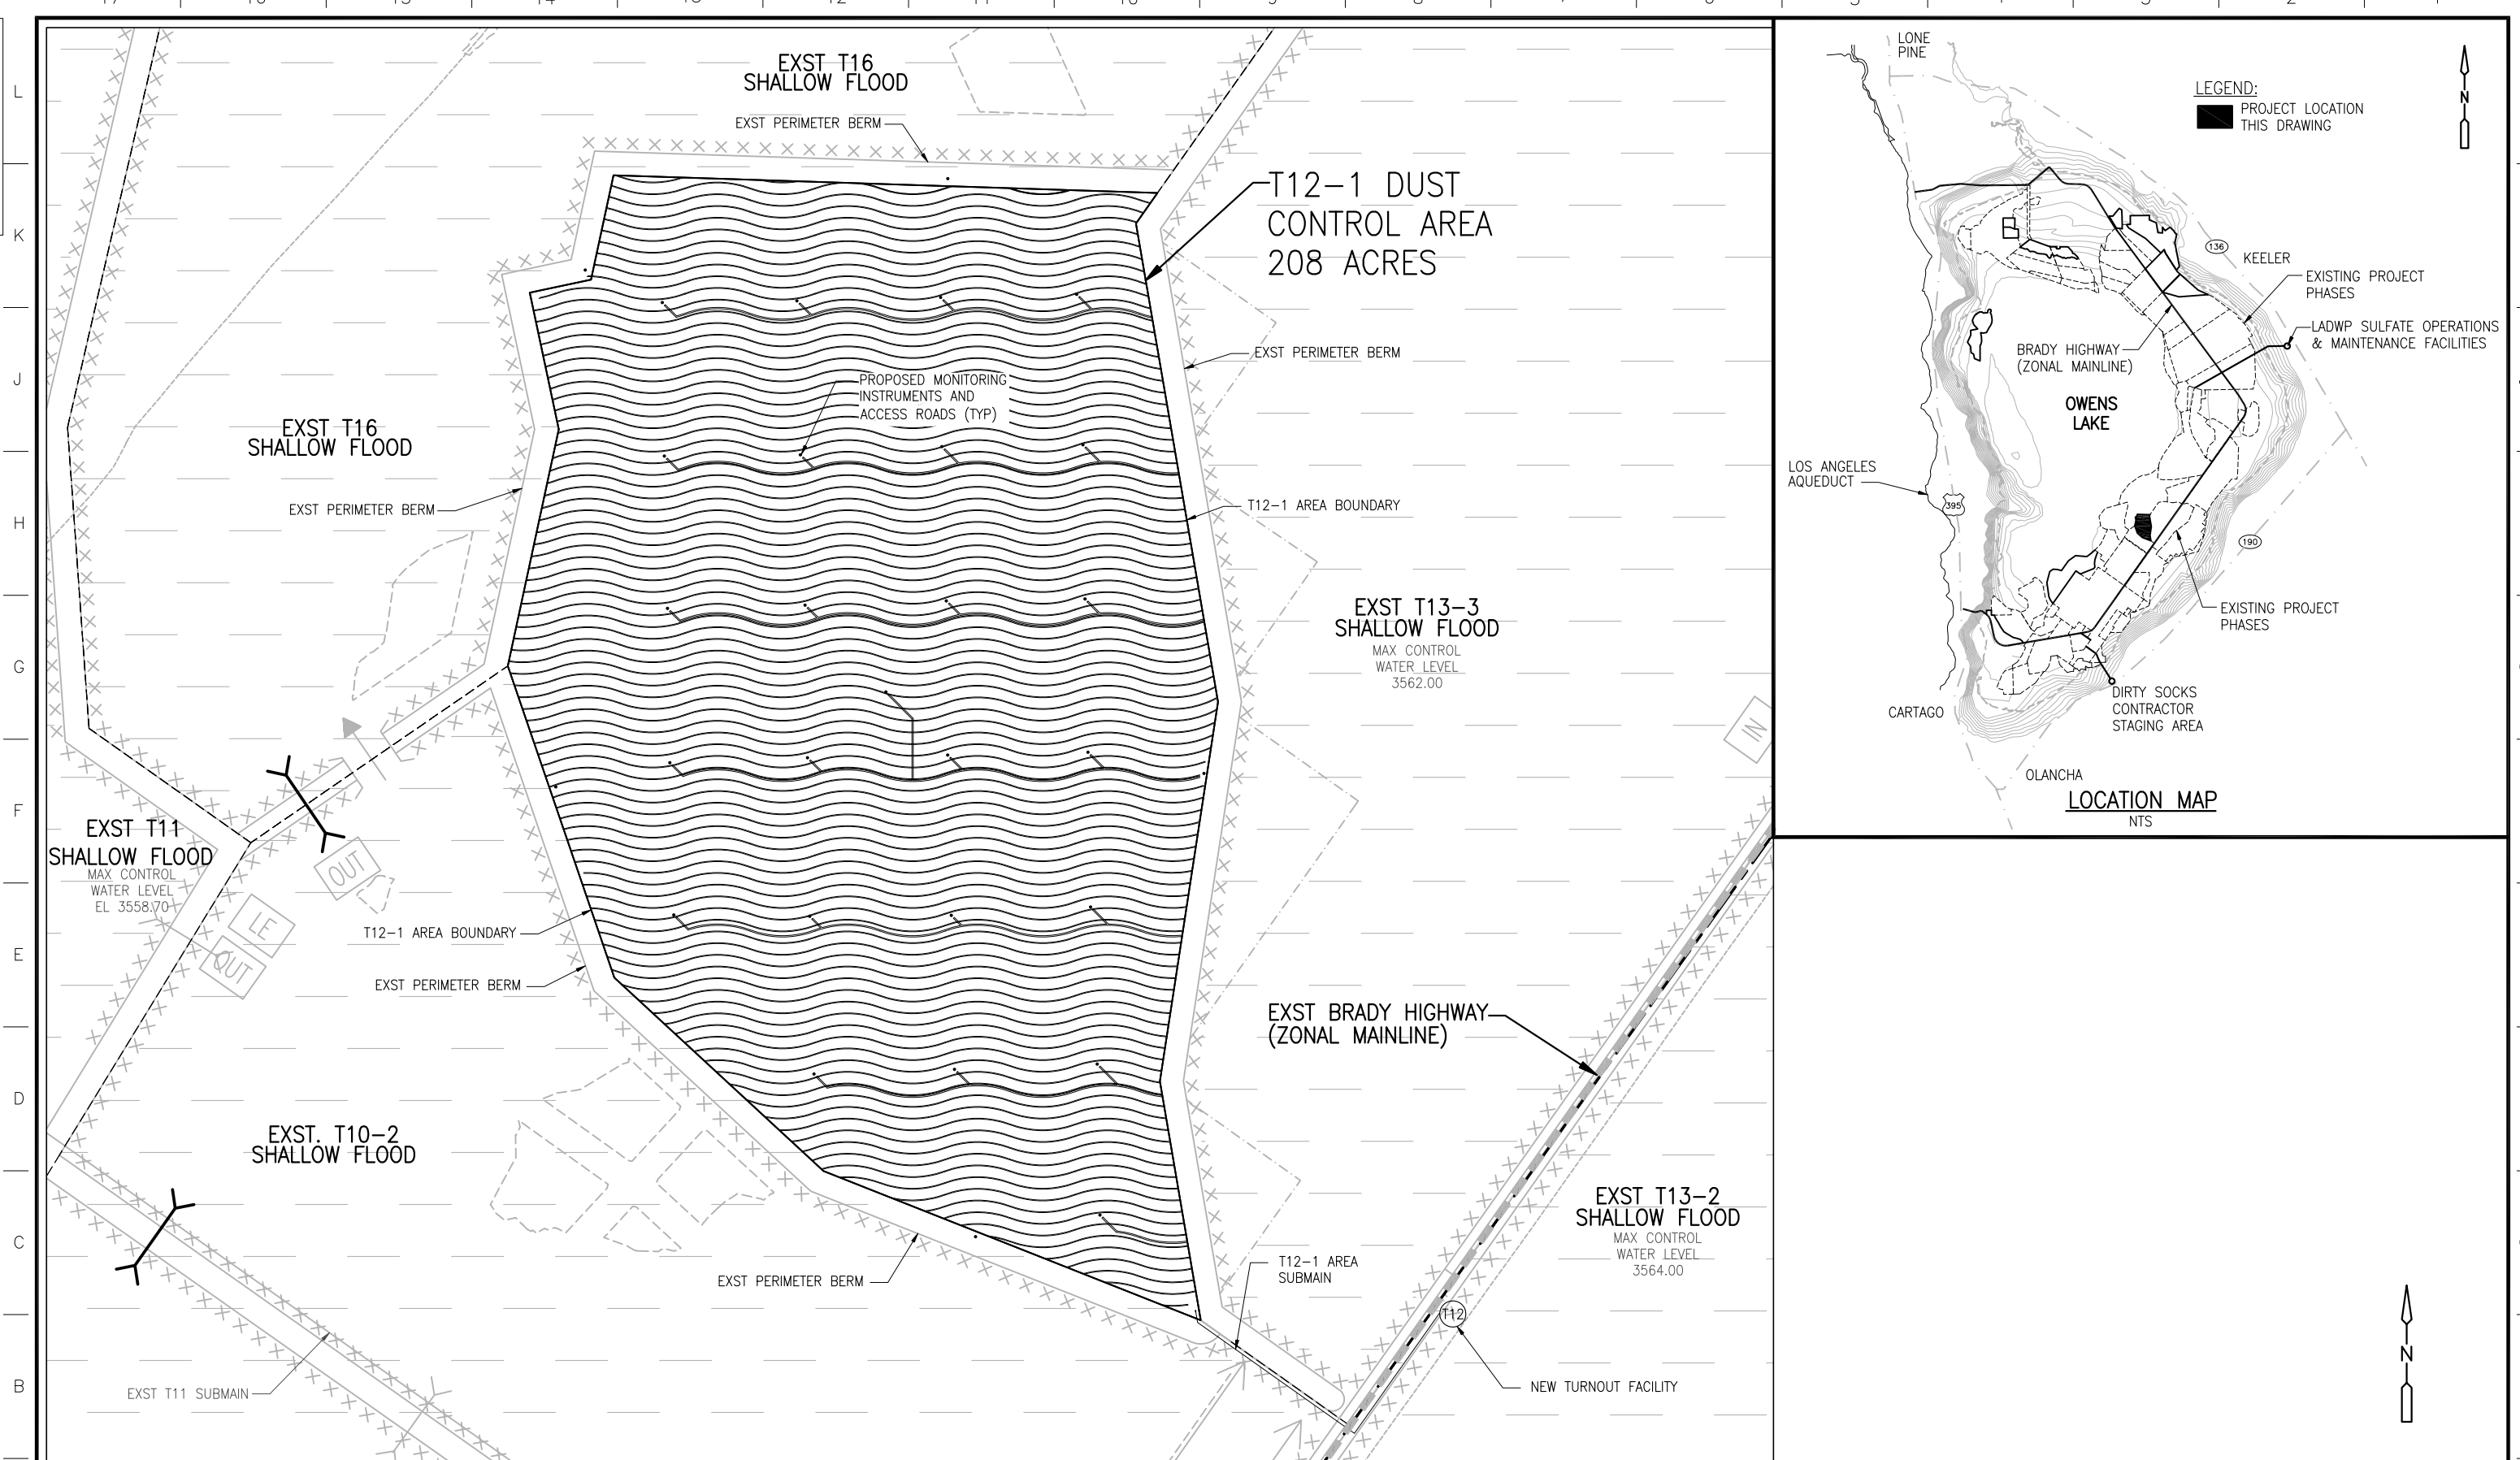 EXST T16
SHALLOW FLOOD
EXST PERIMETER BERM
T12-1 DUST
CONTROL AREA
208 ACRES
EXST PERIMETER BERM
PROPOSED MONITORING
INSTRUMENTS AND
ACCESS ROADS (TYP)
EXST T16
SHALLOW FLOOD
EXST PERIMETER BERM
T12-1 AREA BOUNDARY
EXST T13-3
SHALLOW FLOOD
MAX CONTROL
WATER LEVEL
3562.00
IN
EXST T11
SHALLOW FLOOD
MAX CONTROL
WATER LEVEL
EL 3558.70
OUT
LE
OUT
T12-1 AREA BOUNDARY
EXST PERIMETER BERM
EXST BRADY HIGHWAY
(ZONAL MAINLINE)
EXST. T10-2
SHALLOW FLOOD
EXST T13-2
SHALLOW FLOOD
MAX CONTROL
WATER LEVEL
3564.00
EXST PERIMETER BERM
T12-1 AREA
SUBMAIN
T12
NEW TURNOUT FACILITY
EXST T11 SUBMAIN
L
K
J
H
G
F
E
D
C
B
LONE
PINE
LEGEND:
PROJECT LOCATION
THIS DRAWING
N
136
KEELER
EXISTING PROJECT
PHASES
LADWP SULFATE OPERATIONS
& MAINTENANCE FACILITIES
BRADY HIGHWAY
(ZONAL MAINLINE)
OWENS
LAKE
LOS ANGELES
AQUEDUCT
395
190
EXISTING PROJECT
PHASES
DIRTY SOCKS
CONTRACTOR
STAGING AREA
CARTAGO
OLANCHA
LOCATION MAP
NTS
N